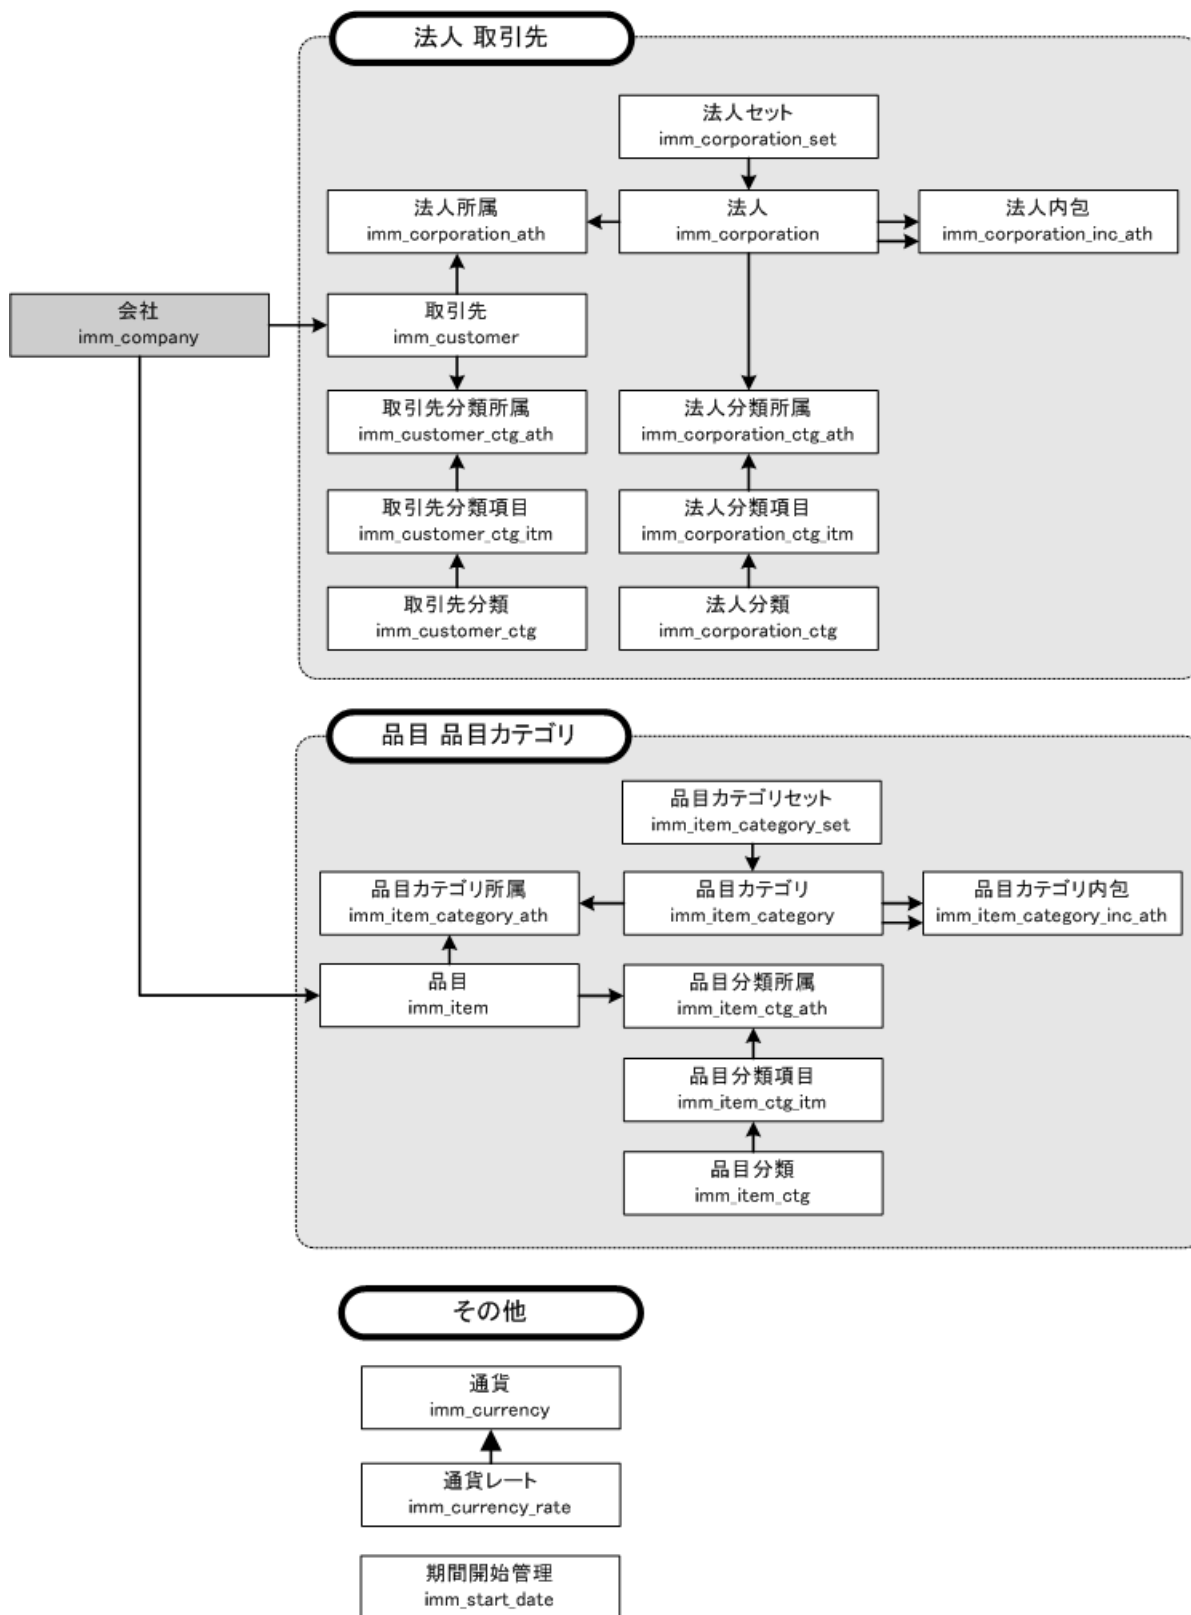 法人 取引先
法人セット
imm_corporation_set
法人所属
imm_corporation_ath
法人
imm_corporation
法人内包
imm_corporation_inc_ath
会社
imm_company
取引先
imm_customer
取引先分類所属
imm_customer_ctg_ath
法人分類所属
imm_corporation_ctg_ath
取引先分類項目
imm_customer_ctg_itm
法人分類項目
imm_corporation_ctg_itm
取引先分類
imm_customer_ctg
法人分類
imm_corporation_ctg
品目 品目カテゴリ
品目カテゴリセット
imm_item_category_set
品目カテゴリ所属
imm_item_category_ath
品目カテゴリ
imm_item_category
品目カテゴリ内包
imm_item_category_inc_ath
品目
imm_item
品目分類所属
imm_item_ctg_ath
品目分類項目
imm_item_ctg_itm
品目分類
imm_item_ctg
その他
通貨
imm_currency
通貨レート
imm_currency_rate
期間開始管理
imm_start_date